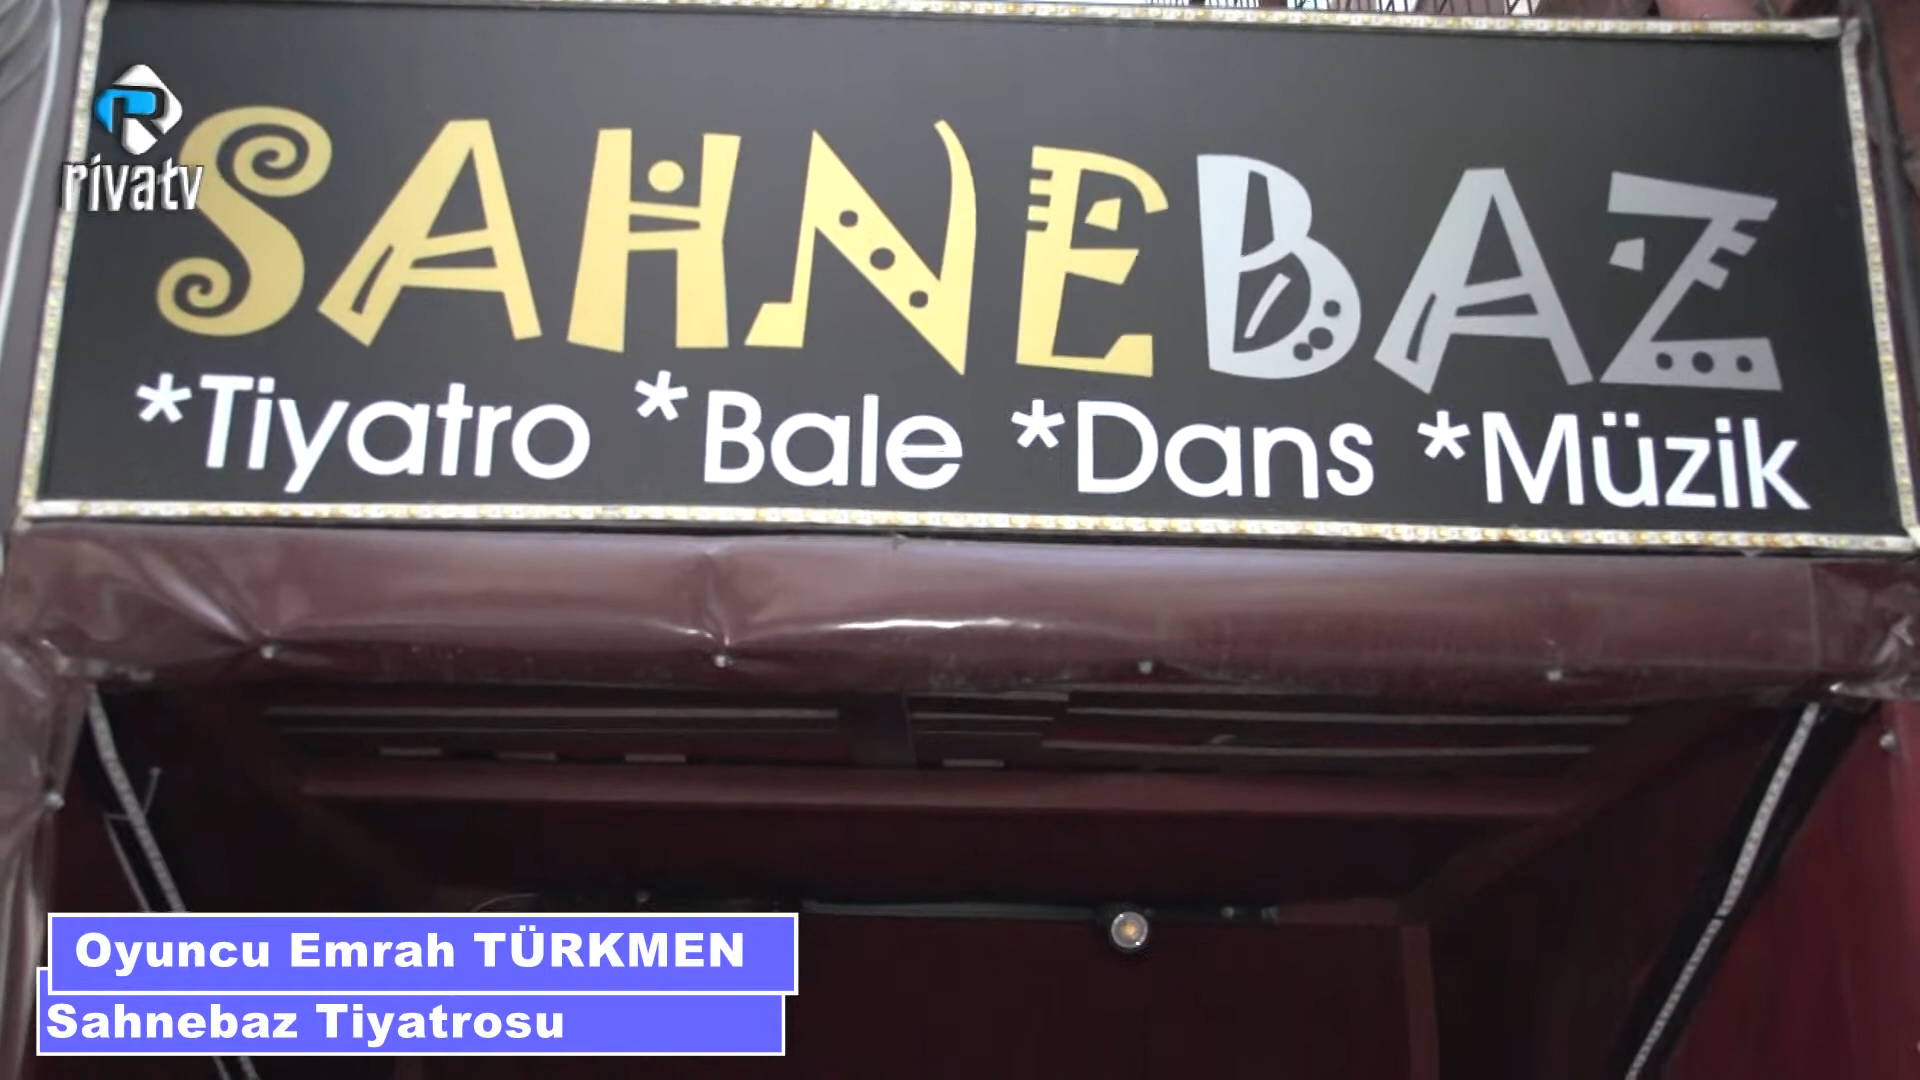 rivatv
SAHNEBAZ
*Tiyatro *Bale *Dans *Müzik
Oyuncu Emrah TÜRKMEN
Sahnebaz Tiyatrosu